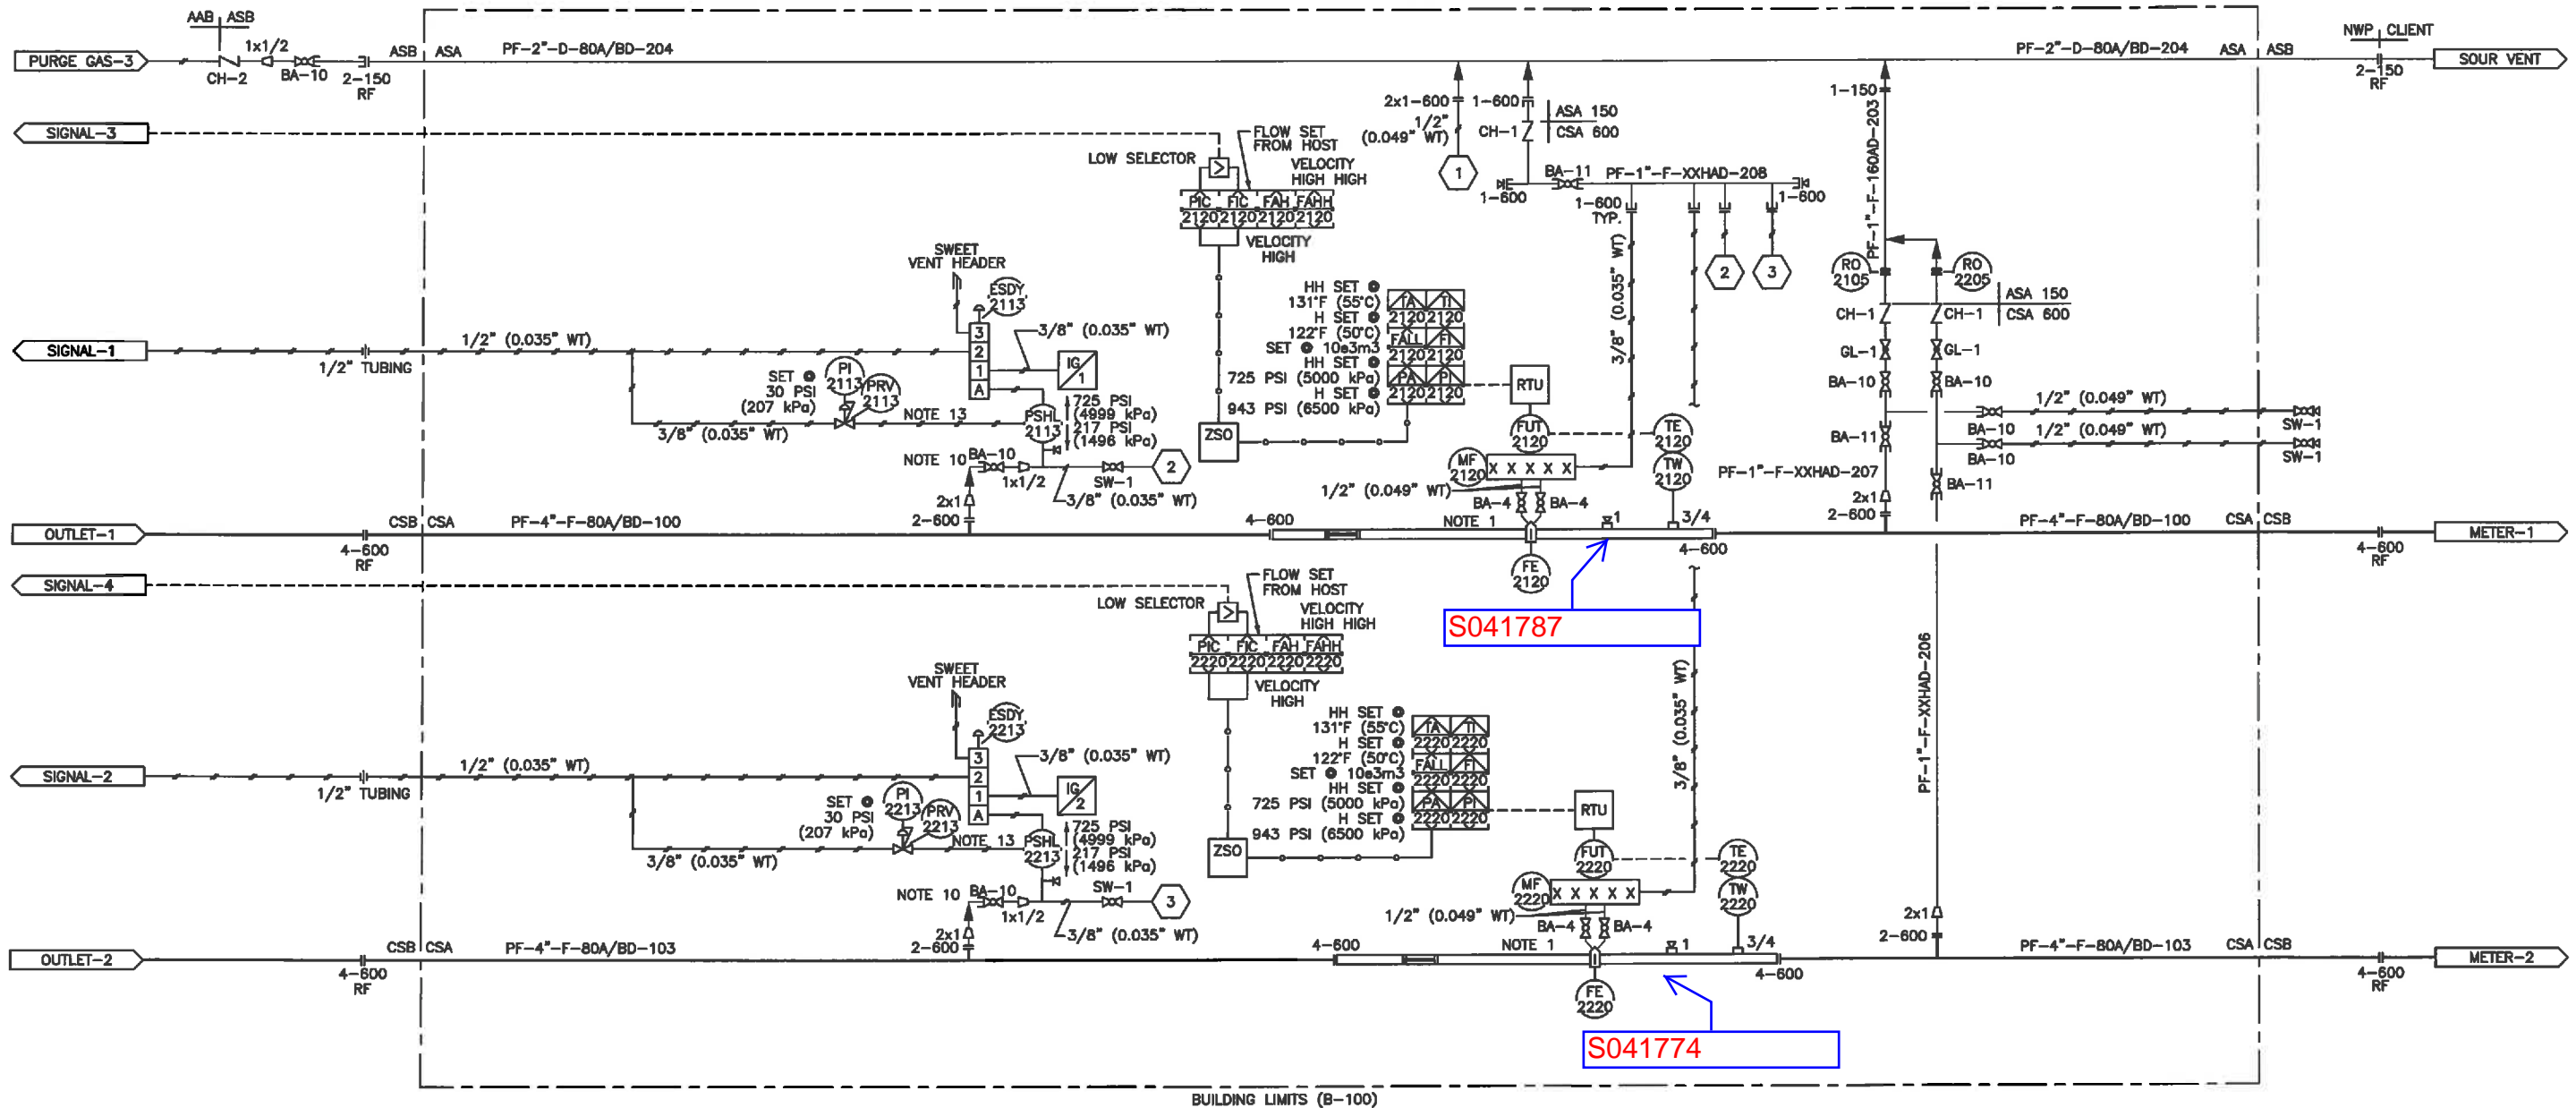 AAB ASB
1x1/2
PURGE GAS-3
CH-2
BA-10
2-150
RF
ASB ASA
PF-2"-D-80A/BD-204
PF-2"-D-80A/BD-204
ASA ASB
NWP CLIENT
2-150
RF
SOUR VENT
SIGNAL-3
LOW SELECTOR
FLOW SET
FROM HOST
VELOCITY
HIGH HIGH
PIC FIC FAH FAHH
2120 2120 2120 2120
VELOCITY
HIGH
2x1-600
1/2"
(0.049" WT)
1
1-600
CH-1
ASA 150
CSA 600
1-600
BA-11
PF-1"-F-XXHAD-208
1-600
1-600
TYP.
3/8" (0.035" WT)
2
3
1-150
PF-1"-F-160AD-203
RO
2105
RO
2205
ASA 150
CSA 600
CH-1
CH-1
GL-1
GL-1
BA-10
BA-10
1/2" (0.049" WT)
BA-10
SW-1
1/2" (0.049" WT)
BA-10
SW-1
BA-11
PF-1"-F-XXHAD-207
BA-11
2x1
2-600
SWEET
VENT HEADER
ESDY
2113
3
2
1
A
3/8" (0.035" WT)
IG
1
SIGNAL-1
1/2" TUBING
1/2" (0.035" WT)
SET @
30 PSI
(207 kPa)
PI
2113
PRV
2113
3/8" (0.035" WT)
NOTE 13
PSHL
2113
725 PSI
(4999 kPa)
217 PSI
(1496 kPa)
NOTE 10
BA-10
1x1/2
SW-1
2
3/8" (0.035" WT)
2x1
2-600
HH SET @
131°F (55°C)
H SET @
122°F (50°C)
SET @ 10e3m3
HH SET @
725 PSI (5000 kPa)
H SET @
943 PSI (6500 kPa)
TA TI
2120 2120
FALL FI
2120 2120
PA PI
2120 2120
ZSO
RTU
FUT
2120
TE
2120
TW
2120
MF
2120
X X X X X
1/2" (0.049" WT)
BA-4
BA-4
OUTLET-1
4-600
RF
CSB CSA
PF-4"-F-80A/BD-100
4-600
NOTE 1
1
3/4
4-600
FE
2120
PF-4"-F-80A/BD-100
CSA CSB
4-600
RF
METER-1
S041787
SIGNAL-4
LOW SELECTOR
FLOW SET
FROM HOST
VELOCITY
HIGH HIGH
PIC FIC FAH FAHH
2220 2220 2220 2220
VELOCITY
HIGH
SWEET
VENT HEADER
ESDY
2213
3
2
1
A
3/8" (0.035" WT)
IG
2
SIGNAL-2
1/2" TUBING
1/2" (0.035" WT)
SET @
30 PSI
(207 kPa)
PI
2213
PRV
2213
3/8" (0.035" WT)
NOTE 13
PSHL
2213
725 PSI
(4999 kPa)
217 PSI
(1496 kPa)
NOTE 10
BA-10
1x1/2
SW-1
3
3/8" (0.035" WT)
2x1
2-600
HH SET @
131°F (55°C)
H SET @
122°F (50°C)
SET @ 10e3m3
HH SET @
725 PSI (5000 kPa)
H SET @
943 PSI (6500 kPa)
TA TI
2220 2220
FALL FI
2220 2220
PA PI
2220 2220
ZSO
RTU
FUT
2220
TE
2220
TW
2220
MF
2220
X X X X X
1/2" (0.049" WT)
BA-4
BA-4
3/8" (0.035" WT)
PF-1"-F-XXHAD-206
2x1
2-600
OUTLET-2
4-600
RF
CSB CSA
PF-4"-F-80A/BD-103
4-600
NOTE 1
1
3/4
4-600
FE
2220
PF-4"-F-80A/BD-103
CSA CSB
4-600
RF
METER-2
S041774
BUILDING LIMITS (B-100)